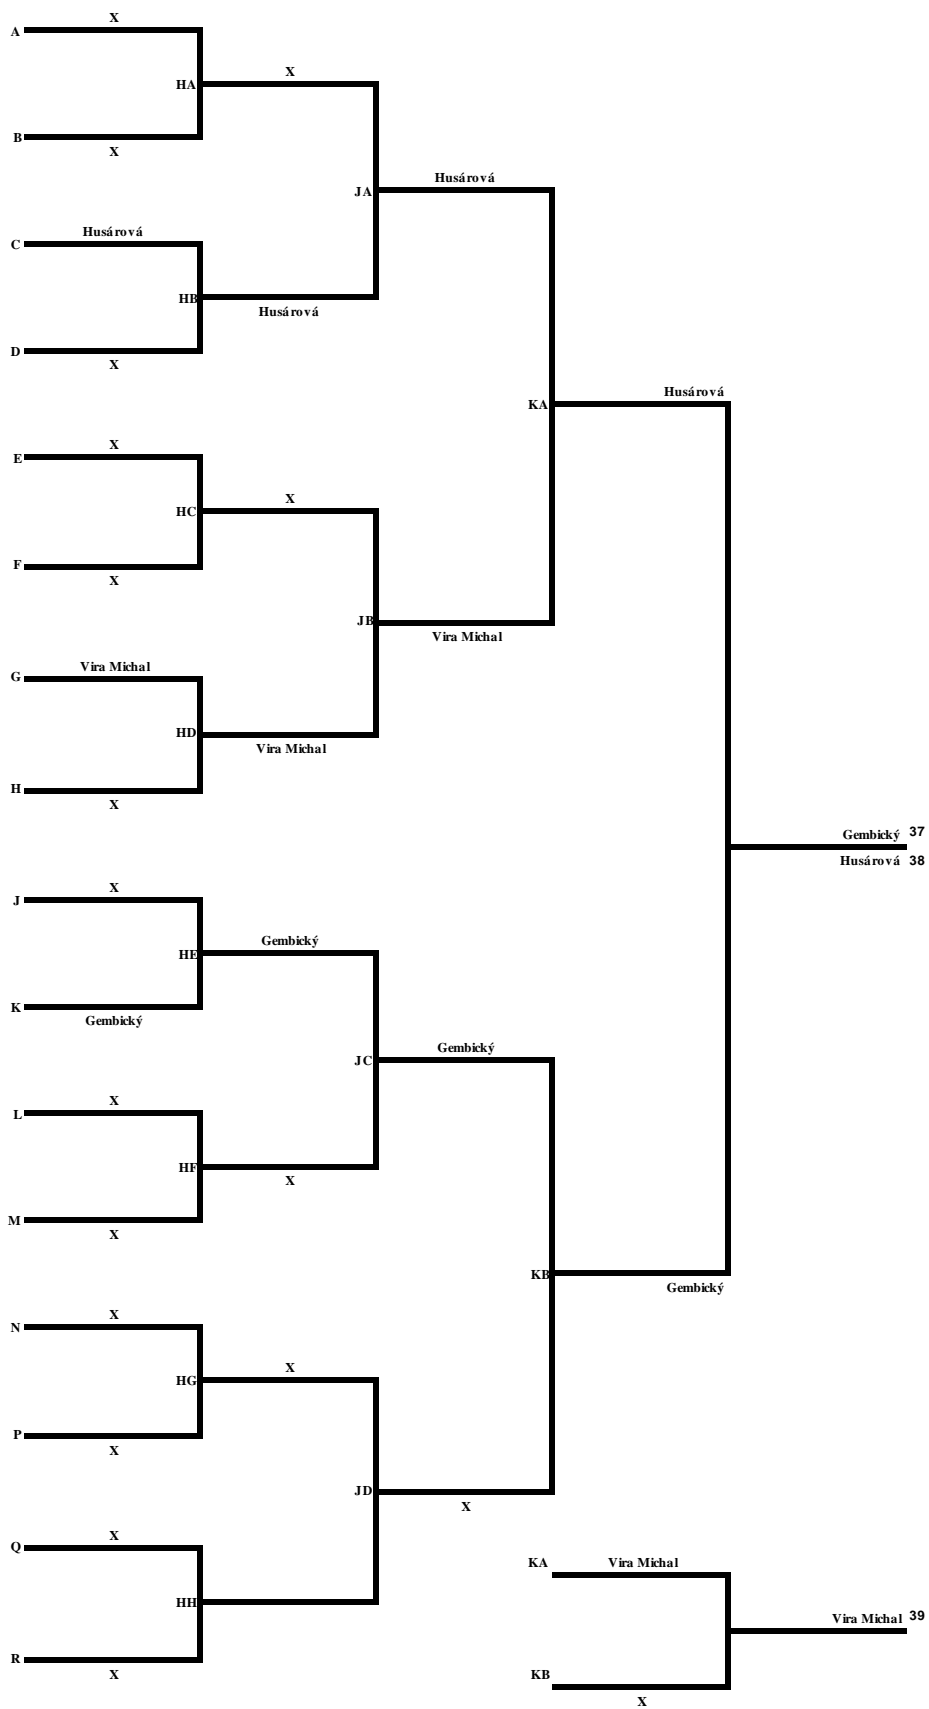 X
A
X
HA
B
X
Husárová
JA
Husárová
C
HB
Husárová
D
X
Husárová
KA
X
E
X
HC
F
X
JB
Vira Michal
Vira Michal
G
HD
Vira Michal
H
X
Gembický 37
Husárová 38
X
J
Gembický
HE
K
Gembický
Gembický
JC
X
L
HF
X
M
X
KB
Gembický
X
N
X
HG
P
X
JD
X
X
Q
KA Vira Michal
HH
Vira Michal 39
R
X
KB
X